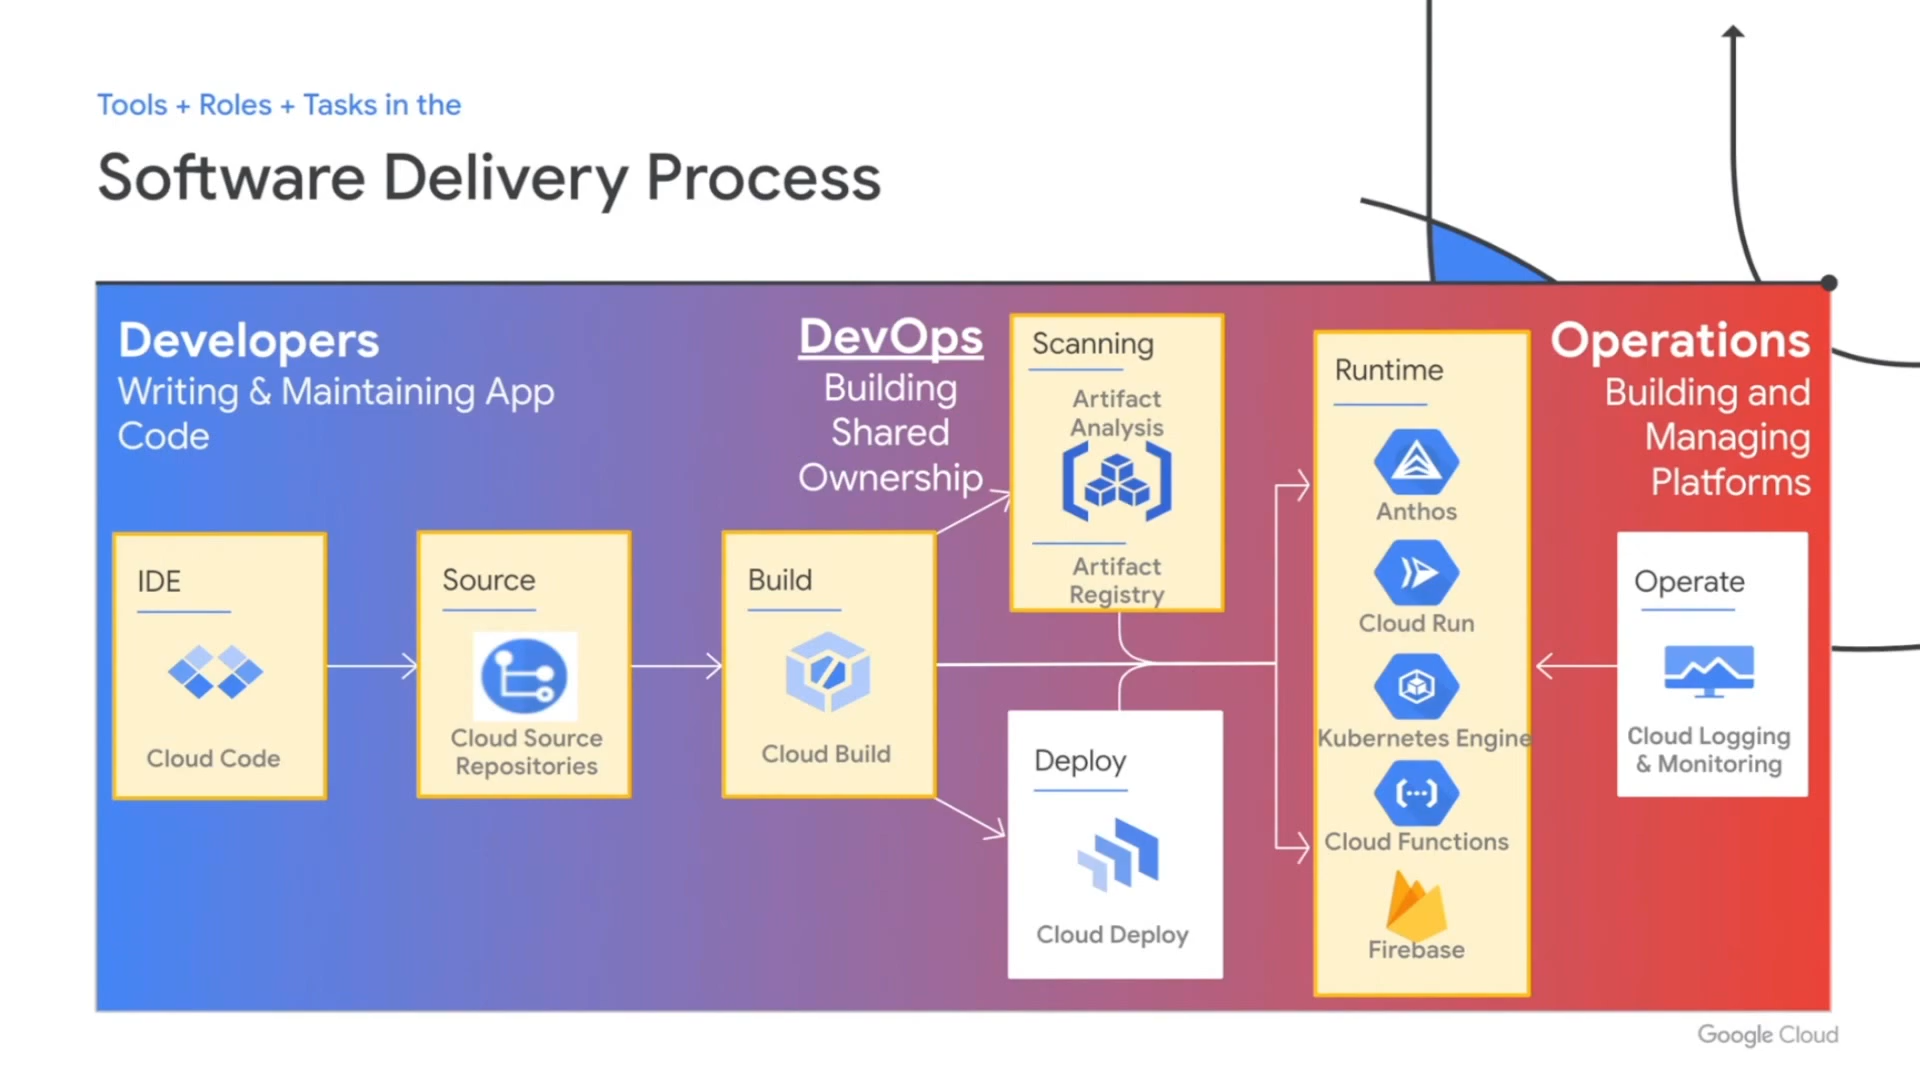 Tools + Roles + Tasks in the
Software Delivery Process
Developers
Writing & Maintaining App
Code
DevOps
Building
Shared
Ownership
Operations
Building and
Managing
Platforms
IDE
Cloud Code
Source
Cloud Source
Repositories
Build
Cloud Build
Scanning
Artifact
Analysis
Artifact
Registry
Deploy
Cloud Deploy
Runtime
Anthos
Cloud Run
Kubernetes Engine
Cloud Functions
Firebase
Operate
Cloud Logging
& Monitoring
Google Cloud